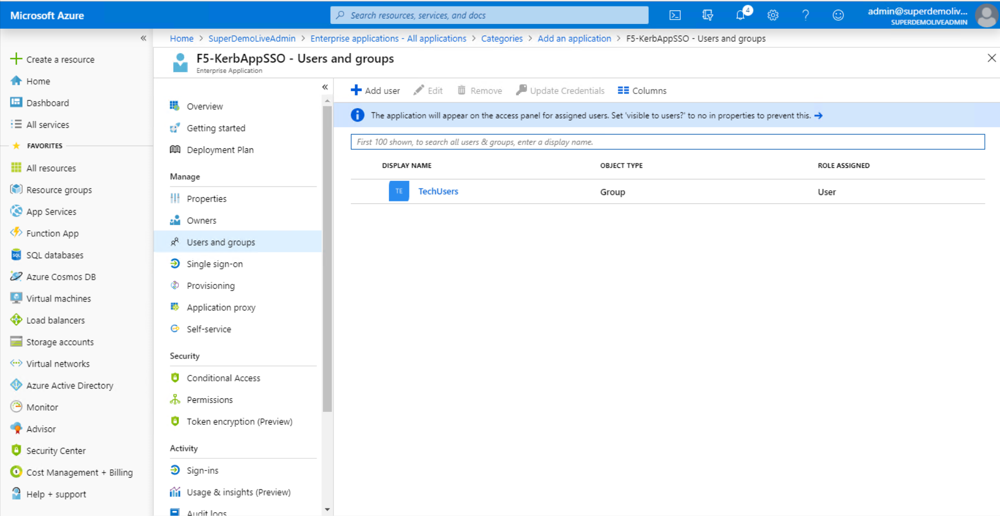 Microsoft Azure
Search resources, services, and docs
4
admin@superdemoliv...
SUPERDEMOLIVEADMIN
Home > SuperDemoLiveAdmin > Enterprise applications - All applications > Categories > Add an application > F5-KerbAppSSO - Users and groups
Create a resource
Home
Dashboard
All services
FAVORITES
All resources
Resource groups
App Services
Function App
SQL databases
Azure Cosmos DB
Virtual machines
Load balancers
Storage accounts
Virtual networks
Azure Active Directory
Monitor
Advisor
Security Center
Cost Management + Billing
Help + support
F5-KerbAppSSO - Users and groups
Enterprise Application
Overview
Getting started
Deployment Plan
Manage
Properties
Owners
Users and groups
Single sign-on
Provisioning
Application proxy
Self-service
Security
Conditional Access
Permissions
Token encryption (Preview)
Activity
Sign-ins
Usage & insights (Preview)
Audit logs
Add user Edit Remove Update Credentials Columns
The application will appear on the access panel for assigned users. Set 'visible to users?' to no in properties to prevent this.
First 100 shown, to search all users & groups, enter a display name.
DISPLAY NAME OBJECT TYPE ROLE ASSIGNED
TE TechUsers Group User